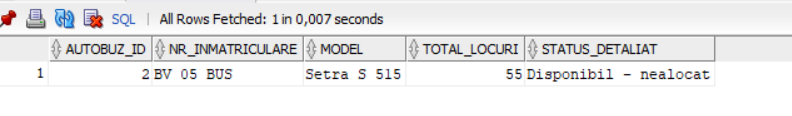 SQL | All Rows Fetched: 1 in 0,007 seconds
AUTOBUZ_ID NR_INMATRICULARE MODEL TOTAL_LOCURI STATUS_DETALIAT
1 2 BV 05 BUS Setra S 515 55 Disponibil - nealocat